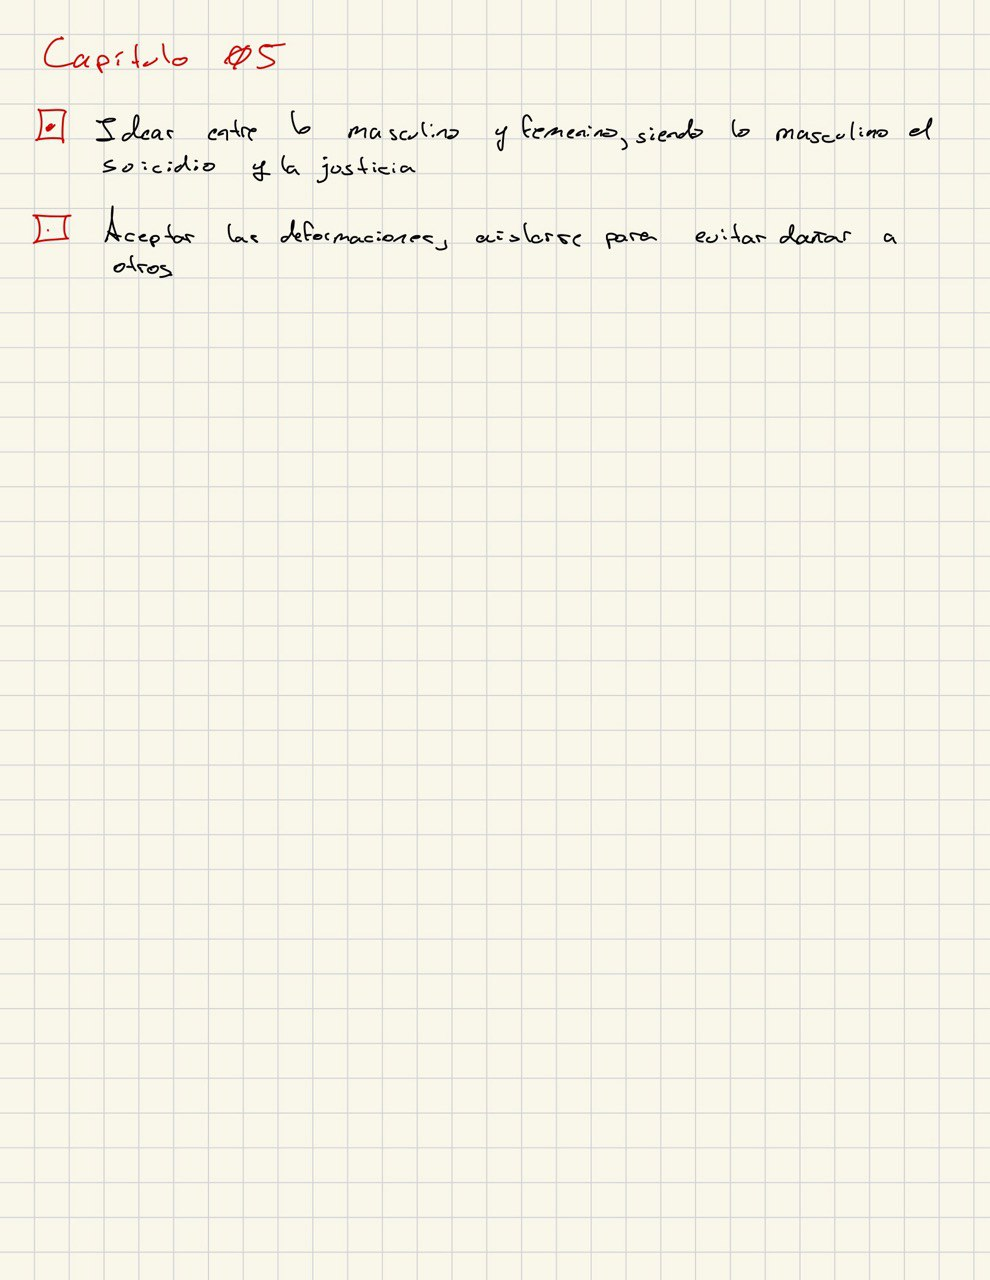 Capítulo 05
Idear entre lo masculino y femenino, siendo lo masculino el
suicidio y la justicia
Aceptar las deformaciones, aislarse para evitar dañar a
otros